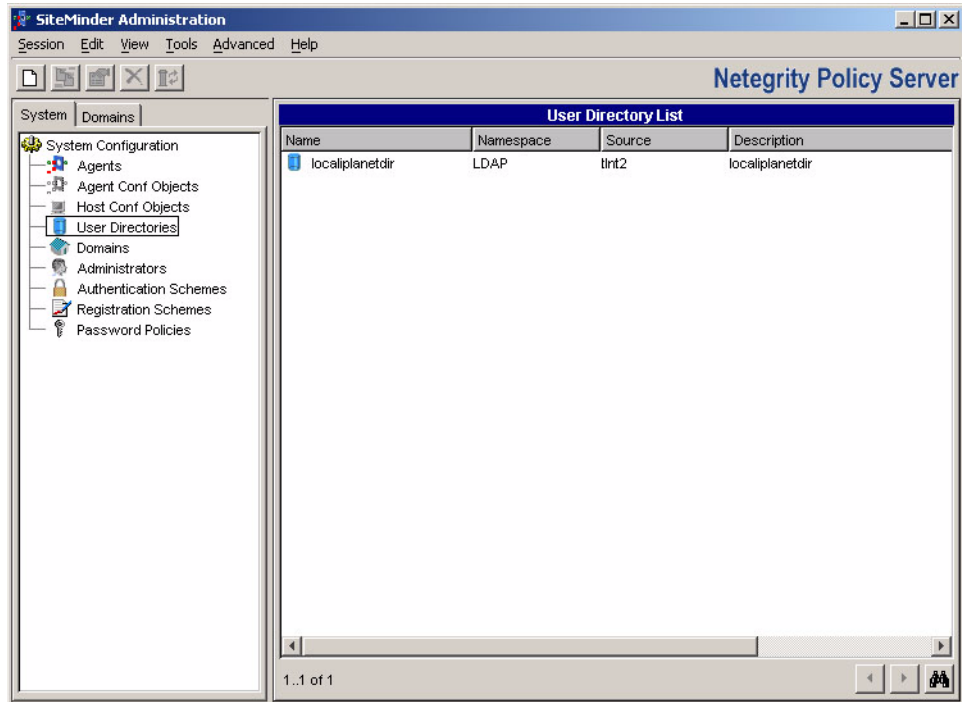 SiteMinder Administration
Session Edit View Tools Advanced Help
Netegrity Policy Server
System Domains
System Configuration
Agents
Agent Conf Objects
Host Conf Objects
User Directories
Domains
Administrators
Authentication Schemes
Registration Schemes
Password Policies
User Directory List
Name Namespace Source Description
localiplanetdir LDAP tlnt2 localiplanetdir
1..1 of 1